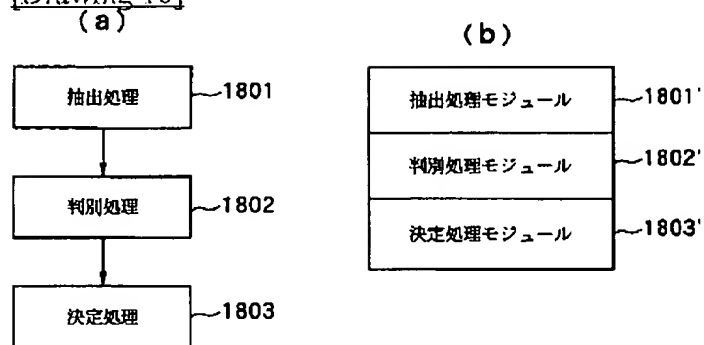 (a)
抽出処理 1801
判別処理 1802
決定処理 1803
(b)
抽出処理モジュール 1801'
判別処理モジュール 1802'
決定処理モジュール 1803'